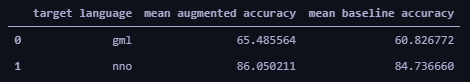 target language mean augmented accuracy mean baseline accuracy
0 gml 65.485564 60.826772
1 nno 86.050211 84.736660